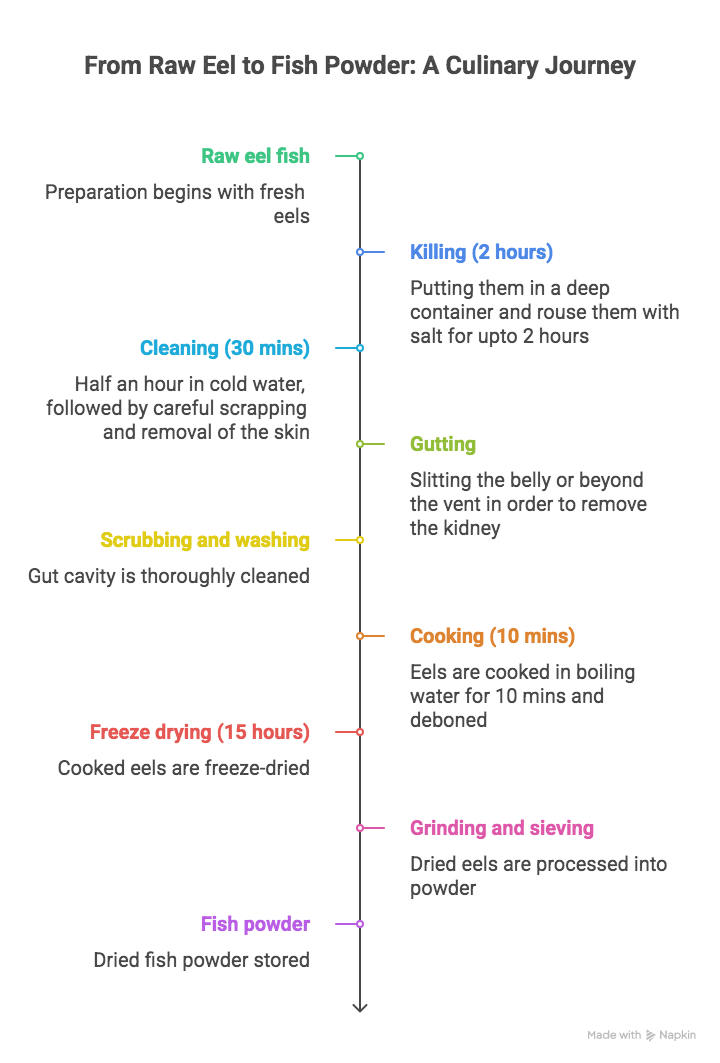 From Raw Eel to Fish Powder: A Culinary Journey
Raw eel fish
Preparation begins with fresh
eels
Killing (2 hours)
Putting them in a deep
container and rouse them with
salt for upto 2 hours
Cleaning (30 mins)
Half an hour in cold water,
followed by careful scrapping
and removal of the skin
Gutting
Slitting the belly or beyond
the vent in order to remove
the kidney
Scrubbing and washing
Gut cavity is thoroughly cleaned
Cooking (10 mins)
Eels are cooked in boiling
water for 10 mins and
deboned
Freeze drying (15 hours)
Cooked eels are freeze-dried
Grinding and sieving
Dried eels are processed into
powder
Fish powder
Dried fish powder stored
Made with Napkin